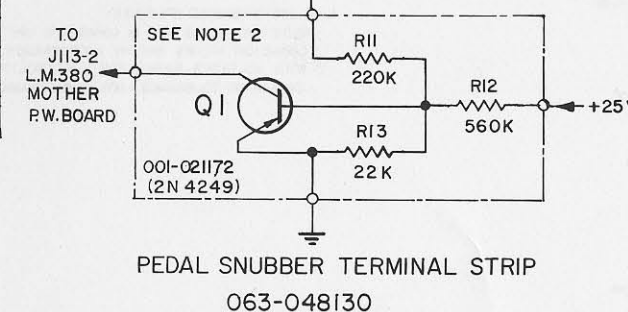 TO
J113-2
L.M.380
MOTHER
P.W.BOARD
SEE NOTE 2
R11
220K
R12
560K
+25V
Q1
R13
22K
001-021172
(2N 4249)
PEDAL SNUBBER TERMINAL STRIP
063-048130